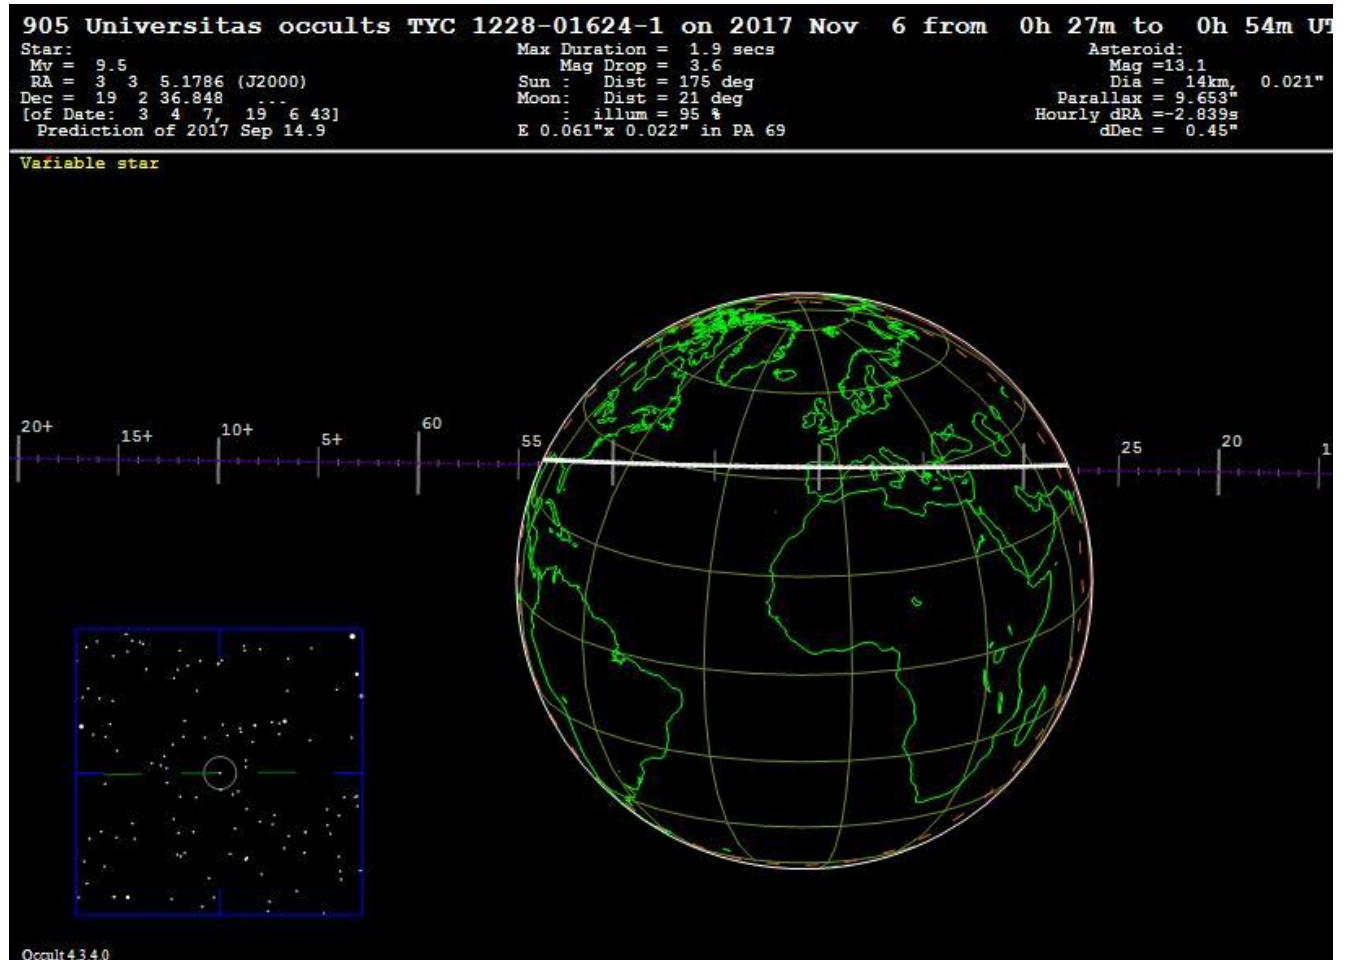 905 Universitas occults TYC 1228-01624-1 on 2017 Nov 6 from 0h 27m to 0h 54m UT
Star:
Mv = 9.5
RA = 3 3 5.1786 (J2000)
Dec = 19 2 36.848 ...
[of Date: 3 4 7, 19 6 43]
Prediction of 2017 Sep 14.9
Max Duration = 1.9 secs
Mag Drop = 3.6
Sun : Dist = 175 deg
Moon: Dist = 21 deg
: illum = 95 %
E 0.061"x 0.022" in PA 69
Asteroid:
Mag =13.1
Dia = 14km, 0.021"
Parallax = 9.653"
Hourly dRA =-2.839s
dDec = 0.45"
Variable star
20+
15+
10+
5+
60
55
25
20
1
Occult 4.3.4.0